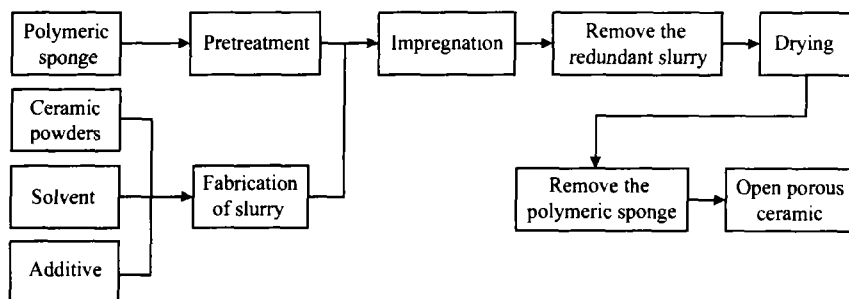 Polymeric
sponge
Pretreatment
Impregnation
Remove the
redundant slurry
Drying
Ceramic
powders
Solvent
Additive
Fabrication
of slurry
Remove the
polymeric sponge
Open porous
ceramic